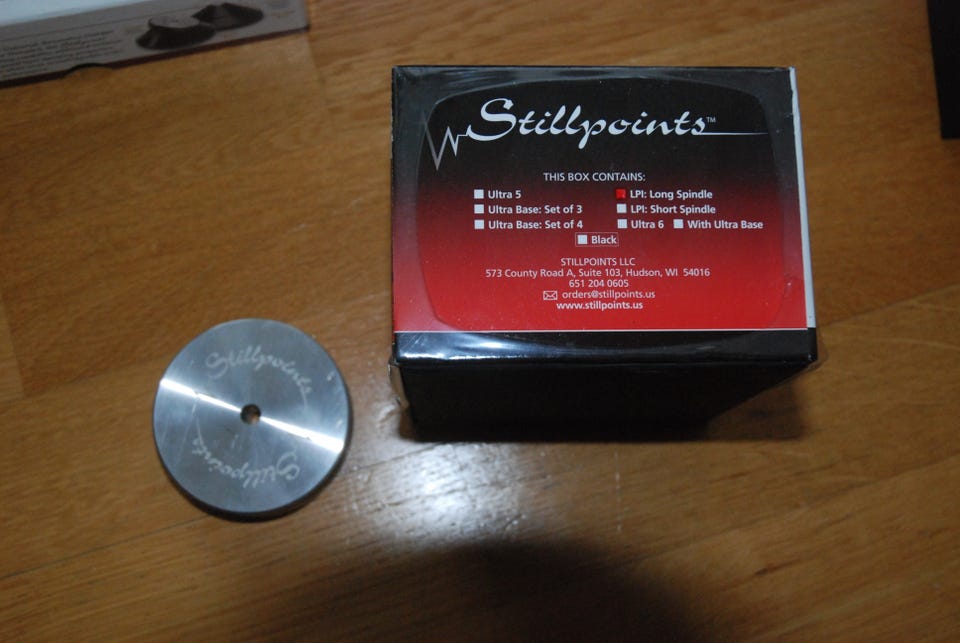 Stillpoints™
THIS BOX CONTAINS:
Ultra 5 LPI: Long Spindle
Ultra Base: Set of 3 LPI: Short Spindle
Ultra Base: Set of 4 Ultra 6 With Ultra Base
Black
STILLPOINTS LLC
573 County Road A, Suite 103, Hudson, WI 54016
651 204 0605
orders@stillpoints.us
www.stillpoints.us
Stillpoints
Stillpoints